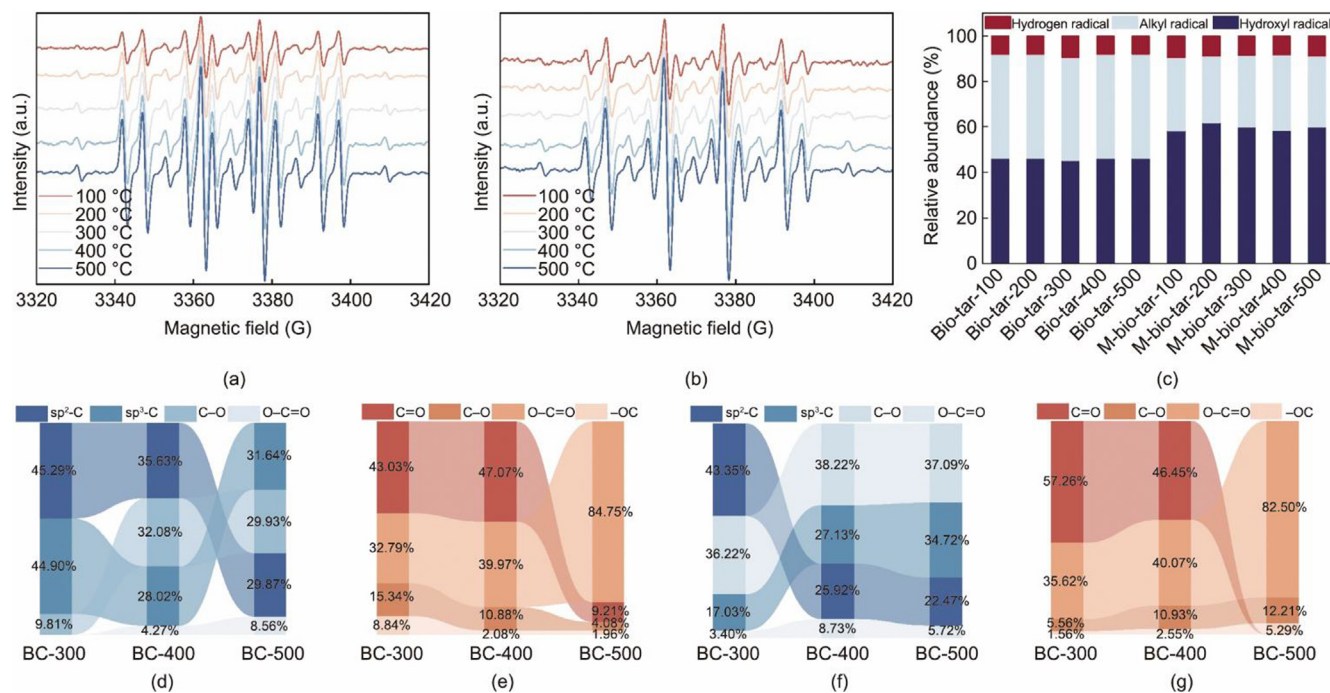 Intensity (a.u.)
100 °C
200 °C
300 °C
400 °C
500 °C
3320 3340 3360 3380 3400 3420
Magnetic field (G)
(a)
Intensity (a.u.)
100 °C
200 °C
300 °C
400 °C
500 °C
3320 3340 3360 3380 3400 3420
Magnetic field (G)
(b)
Hydrogen radical Alkyl radical Hydroxyl radical
Relative abundance (%)
100
80
60
40
20
0
Bio-tar-100
Bio-tar-200
Bio-tar-300
Bio-tar-400
Bio-tar-500
M-bio-tar-100
M-bio-tar-200
M-bio-tar-300
M-bio-tar-400
M-bio-tar-500
(c)
sp²-C sp³-C C–O O–C=O
45.29% 35.63% 31.64%
32.08% 29.93%
44.90% 28.02% 29.87%
9.81% 4.27% 8.56%
BC-300 BC-400 BC-500
(d)
C=O C–O O–C=O –OC
43.03% 47.07% 84.75%
32.79% 39.97%
15.34% 10.88% 9.21%
4.08%
8.84% 2.08% 1.96%
BC-300 BC-400 BC-500
(e)
sp²-C sp³-C C–O O–C=O
43.35% 38.22% 37.09%
36.22% 27.13% 34.72%
17.03% 25.92% 22.47%
3.40% 8.73% 5.72%
BC-300 BC-400 BC-500
(f)
C=O C–O O–C=O –OC
57.26% 46.45% 82.50%
35.62% 40.07%
5.56% 10.93% 12.21%
1.56% 2.55% 5.29%
BC-300 BC-400 BC-500
(g)